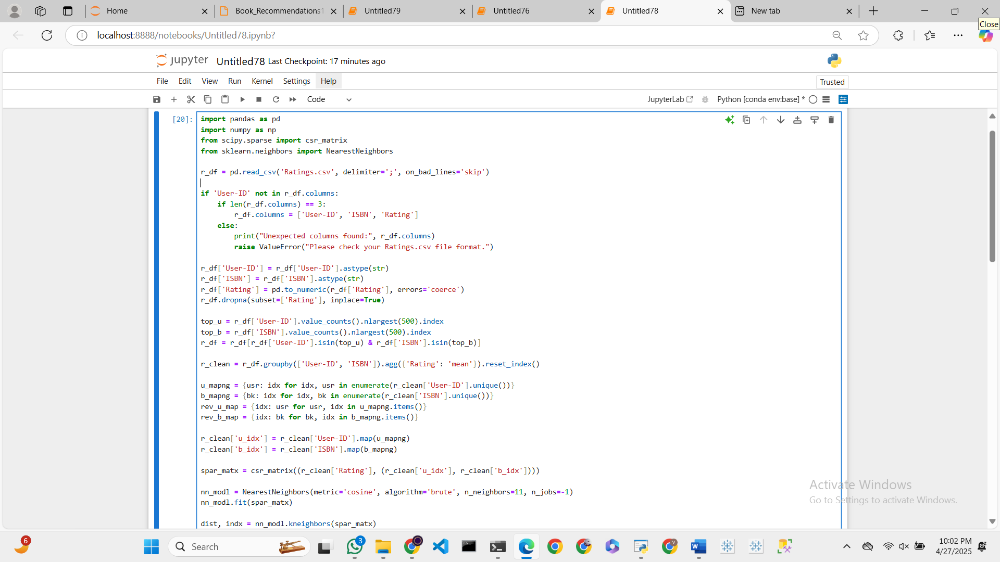 Home
Book_Recommendations1
Untitled79
Untitled76
Untitled78
New tab
Close
localhost:8888/notebooks/Untitled78.ipynb?
jupyter Untitled78 Last Checkpoint: 17 minutes ago
File Edit View Run Kernel Settings Help
Trusted
Code
JupyterLab
Python [conda env:base] *
[20]:
import pandas as pd
import numpy as np
from scipy.sparse import csr_matrix
from sklearn.neighbors import NearestNeighbors

r_df = pd.read_csv('Ratings.csv', delimiter=';', on_bad_lines='skip')

if 'User-ID' not in r_df.columns:
    if len(r_df.columns) == 3:
        r_df.columns = ['User-ID', 'ISBN', 'Rating']
    else:
        print("Unexpected columns found:", r_df.columns)
        raise ValueError("Please check your Ratings.csv file format.")

r_df['User-ID'] = r_df['User-ID'].astype(str)
r_df['ISBN'] = r_df['ISBN'].astype(str)
r_df['Rating'] = pd.to_numeric(r_df['Rating'], errors='coerce')
r_df.dropna(subset=['Rating'], inplace=True)

top_u = r_df['User-ID'].value_counts().nlargest(500).index
top_b = r_df['ISBN'].value_counts().nlargest(500).index
r_df = r_df[r_df['User-ID'].isin(top_u) & r_df['ISBN'].isin(top_b)]

r_clean = r_df.groupby(['User-ID', 'ISBN']).agg({'Rating': 'mean'}).reset_index()

u_mapng = {usr: idx for idx, usr in enumerate(r_clean['User-ID'].unique())}
b_mapng = {bk: idx for idx, bk in enumerate(r_clean['ISBN'].unique())}
rev_u_map = {idx: usr for usr, idx in u_mapng.items()}
rev_b_map = {idx: bk for bk, idx in b_mapng.items()}

r_clean['u_idx'] = r_clean['User-ID'].map(u_mapng)
r_clean['b_idx'] = r_clean['ISBN'].map(b_mapng)

spar_matx = csr_matrix((r_clean['Rating'], (r_clean['u_idx'], r_clean['b_idx'])))

nn_modl = NearestNeighbors(metric='cosine', algorithm='brute', n_neighbors=11, n_jobs=-1)
nn_modl.fit(spar_matx)

dist, indx = nn_modl.kneighbors(spar_matx)
Activate Windows
Go to Settings to activate Windows.
6
Search
3
V
10:02 PM
4/27/2025